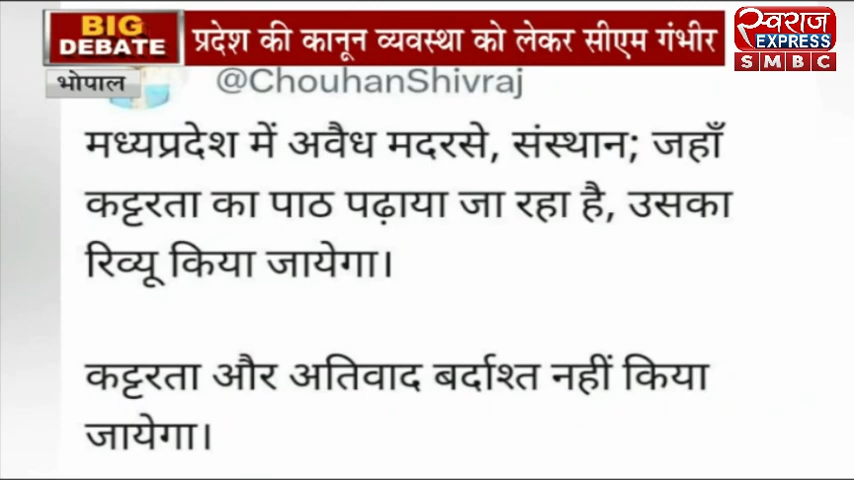 BIG
DEBATE
प्रदेश की कानून व्यवस्था को लेकर सीएम गंभीर
स्वराज
EXPRESS
SMBC
भोपाल
@ChouhanShivraj
मध्यप्रदेश में अवैध मदरसे, संस्थान; जहाँ
कट्टरता का पाठ पढ़ाया जा रहा है, उसका
रिव्यू किया जायेगा।
कट्टरता और अतिवाद बर्दाश्त नहीं किया
जायेगा।